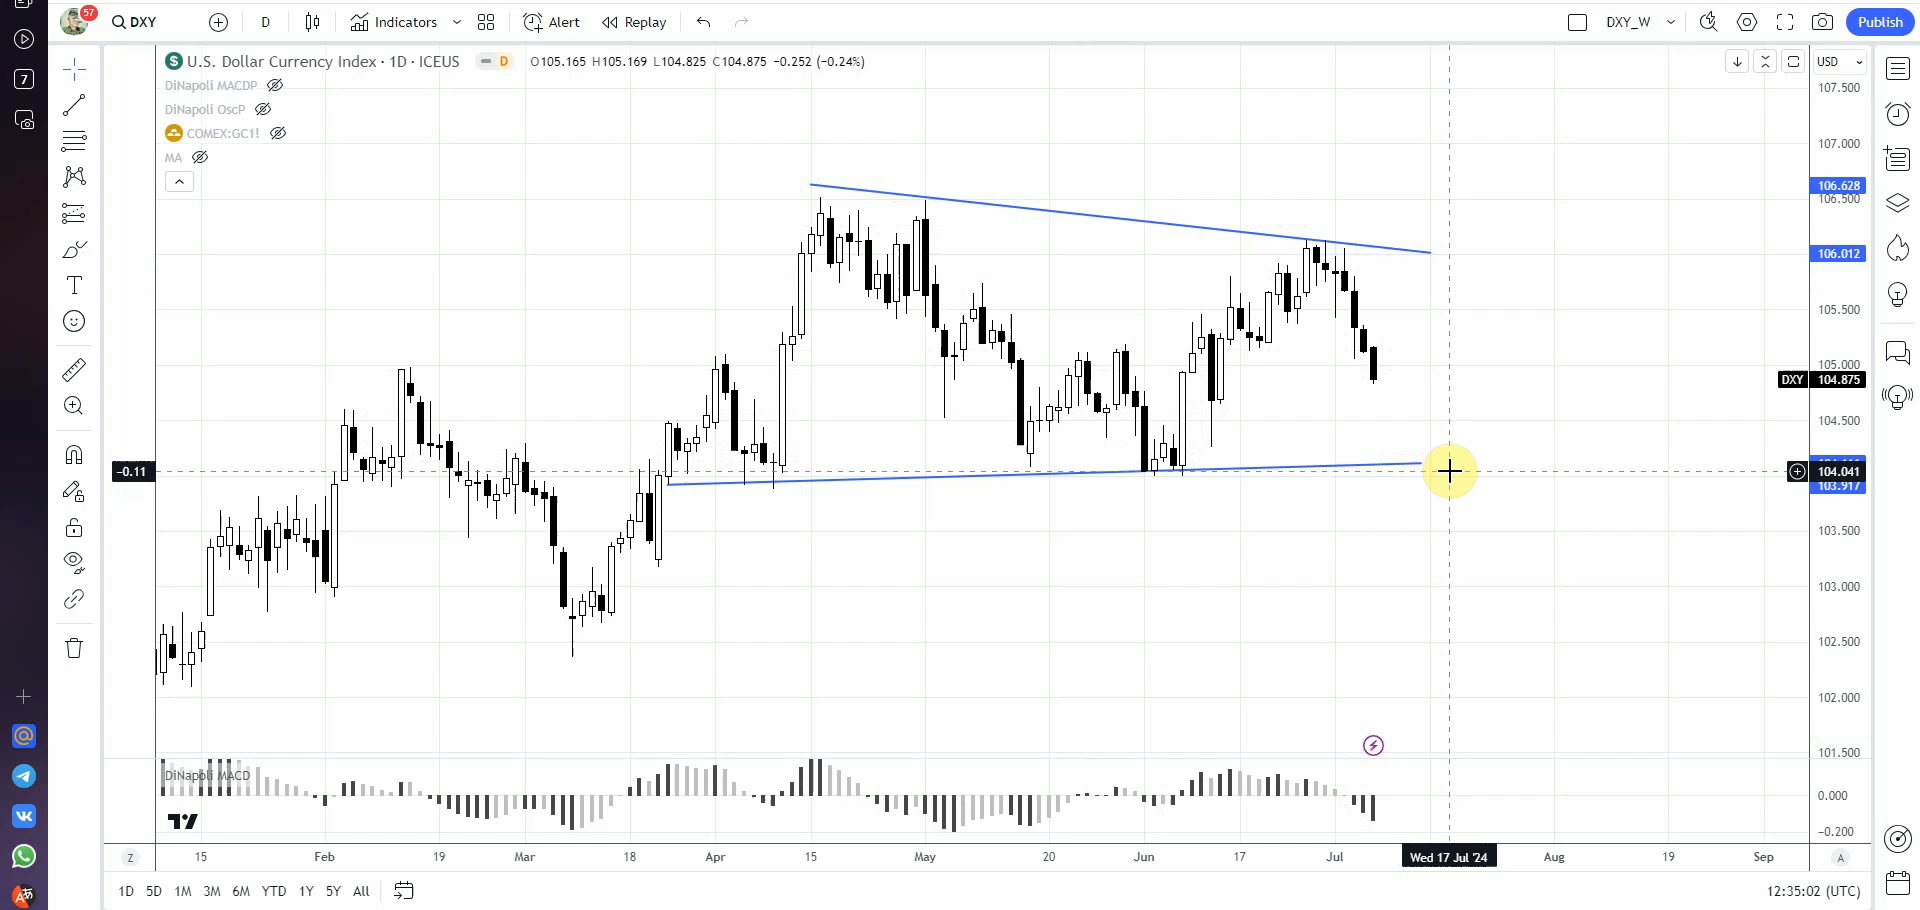 57
DXY
D
Indicators
Alert
Replay
DXY_W
Publish
7
U.S. Dollar Currency Index · 1D · ICEUS
D
O105.165 H105.169 L104.825 C104.875 −0.252 (−0.24%)
USD
DiNapoli MACDP
DiNapoli OscP
COMEX:GC1!
MA
107.500
107.000
106.628
106.500
106.012
105.500
105.000
DXY 104.875
104.500
−0.11
104.041
103.917
103.500
103.000
102.500
102.000
101.500
DiNapoli MACD
0.000
−0.200
Z
15
Feb
19
Mar
18
Apr
15
May
20
Jun
17
Jul
Wed 17 Jul '24
Aug
19
Sep
A
1D 5D 1M 3M 6M YTD 1Y 5Y All
12:35:02 (UTC)